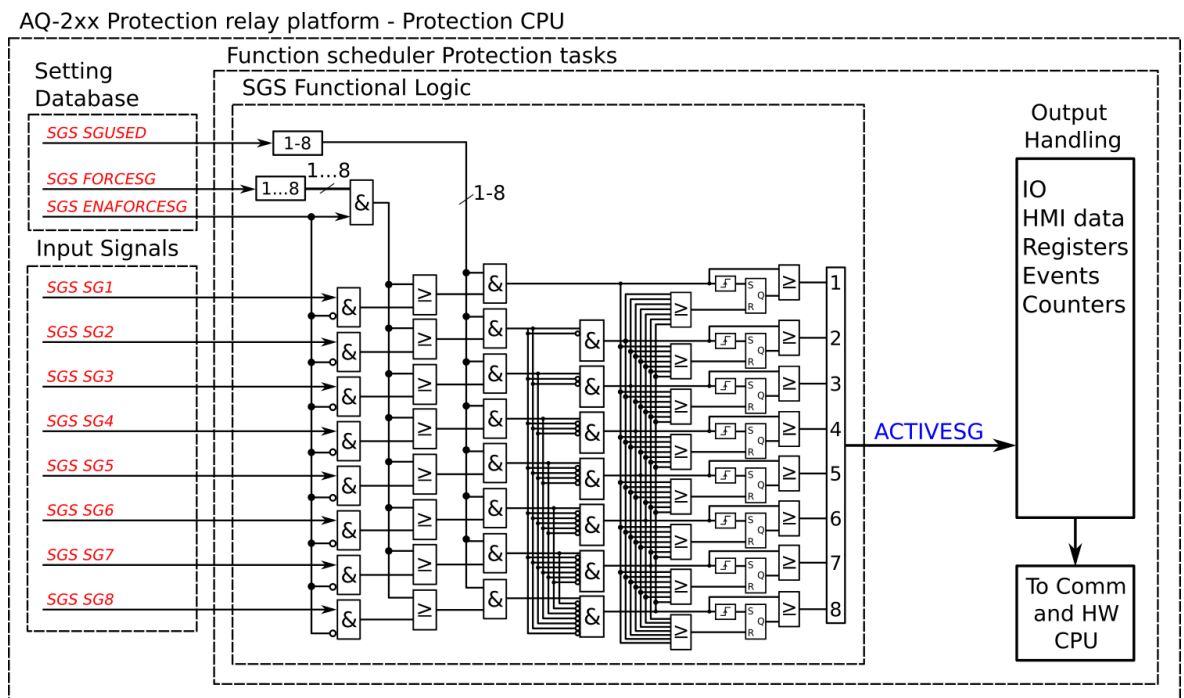 AQ-2xx Protection relay platform - Protection CPU
Function scheduler Protection tasks
Setting
Database
SGS Functional Logic
SGS SGUSED
1-8
SGS FORCESG
1...8
1...8
SGS ENAFORCESG
&
1-8
Input Signals
SGS SG1
SGS SG2
SGS SG3
SGS SG4
SGS SG5
SGS SG6
SGS SG7
SGS SG8
& & & & & & & &
≥ ≥ ≥ ≥ ≥ ≥ ≥ ≥
& & & & & & & &
& & & & & & &
≥ ≥ ≥ ≥ ≥ ≥ ≥ ≥
S Q R
S Q R
S Q R
S Q R
S Q R
S Q R
S Q R
S Q R
≥ ≥ ≥ ≥ ≥ ≥ ≥ ≥
1
2
3
4
5
6
7
8
ACTIVESG
Output
Handling
IO
HMI data
Registers
Events
Counters
To Comm
and HW
CPU